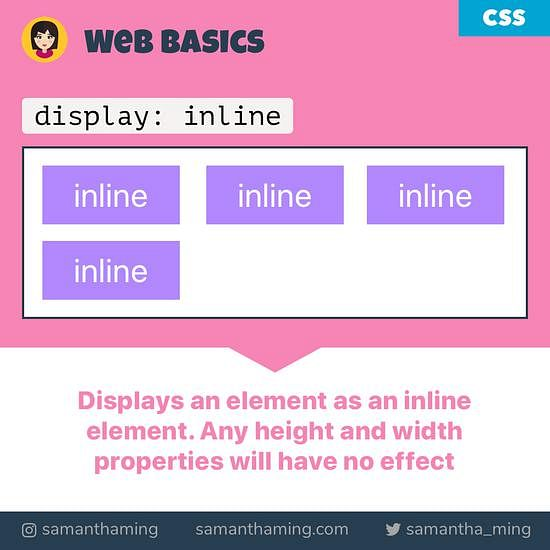 WEB BASICS
CSS
display: inline
inline inline inline
inline
Displays an element as an inline
element. Any height and width
properties will have no effect
samanthaming samanthaming.com samantha_ming